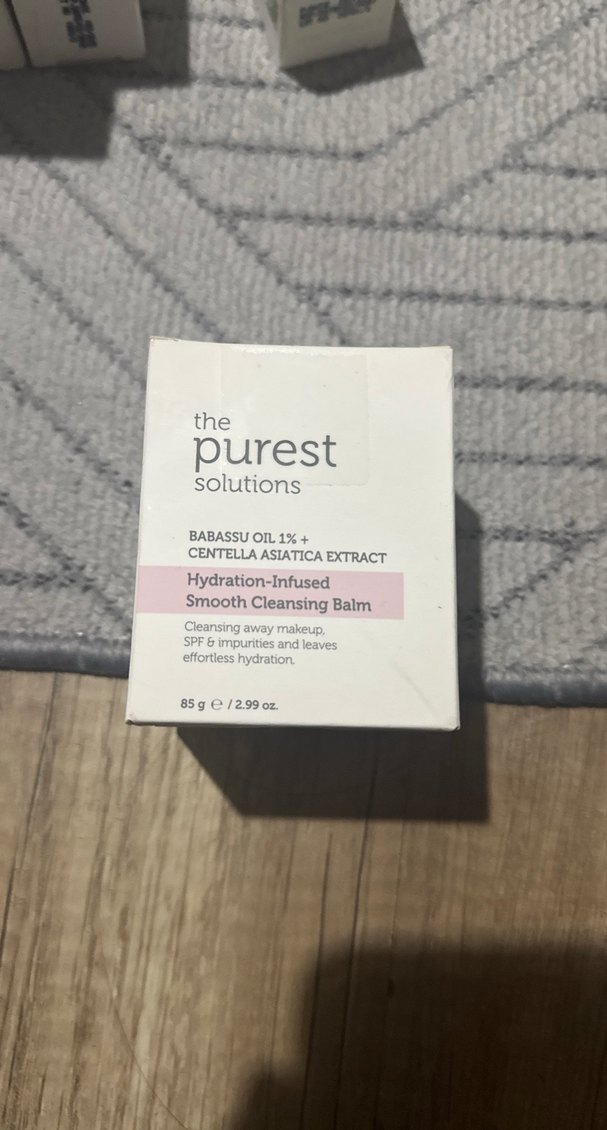 the
purest
solutions
BABASSU OIL 1% +
CENTELLA ASIATICA EXTRACT
Hydration-Infused
Smooth Cleansing Balm
Cleansing away makeup,
SPF & impurities and leaves
effortless hydration.
85 g ℮ / 2.99 oz.